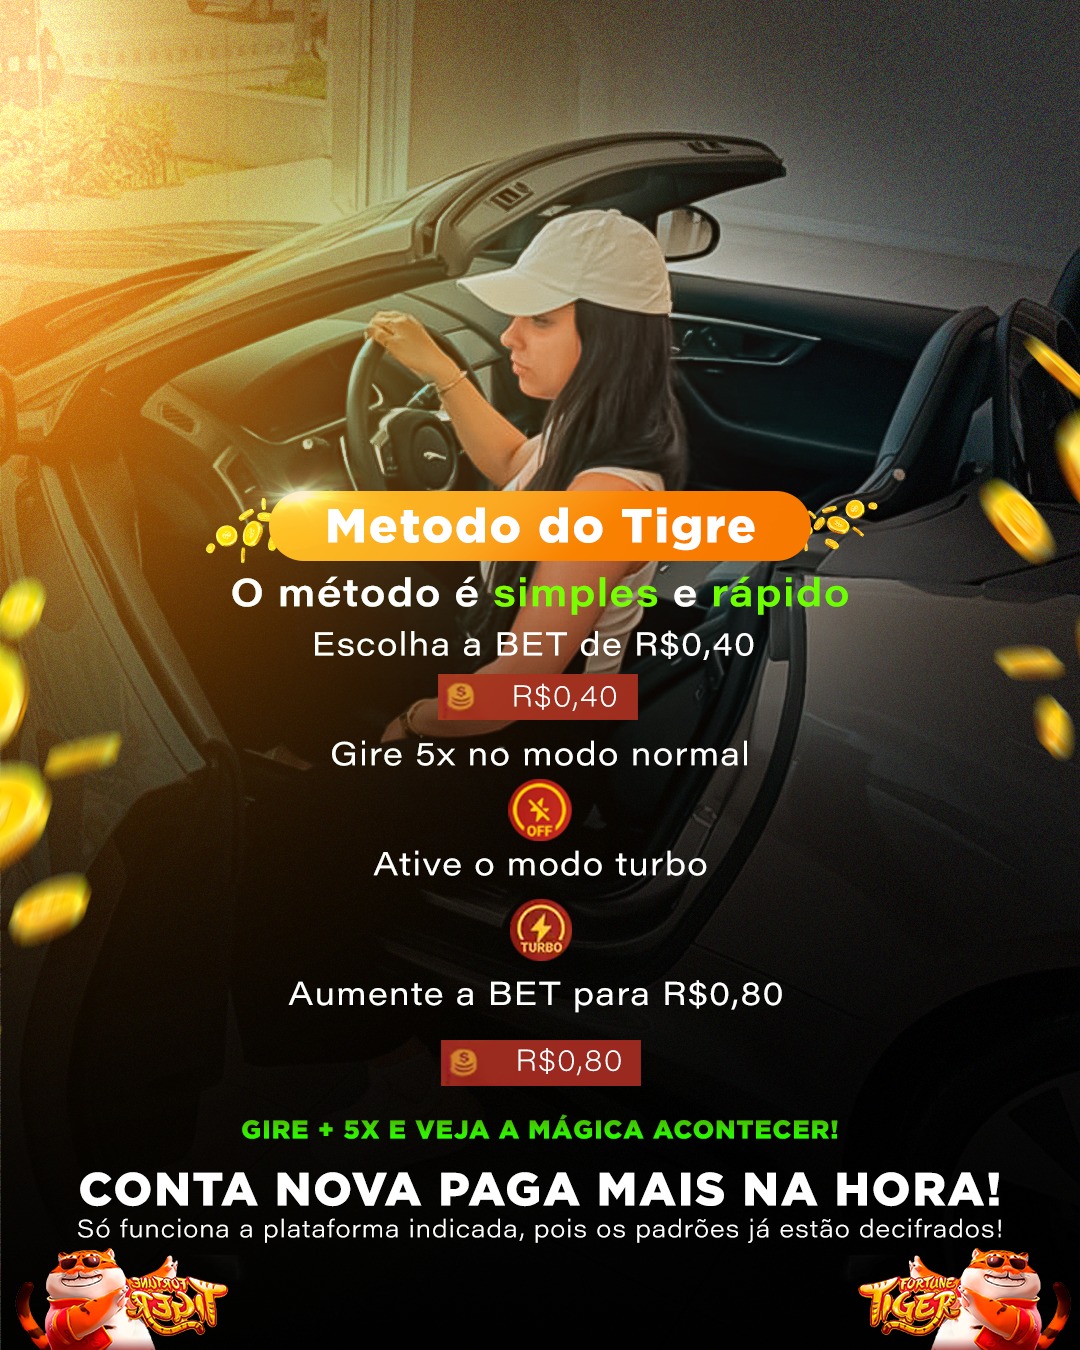 Metodo do Tigre
O método é simples e rápido
Escolha a BET de R$0,40
R$0,40
Gire 5x no modo normal
OFF
Ative o modo turbo
TURBO
Aumente a BET para R$0,80
R$0,80
GIRE + 5X E VEJA A MÁGICA ACONTECER!
CONTA NOVA PAGA MAIS NA HORA!
Só funciona a plataforma indicada, pois os padrões já estão decifrados!
FORTUNE TIGER
FORTUNE TIGER